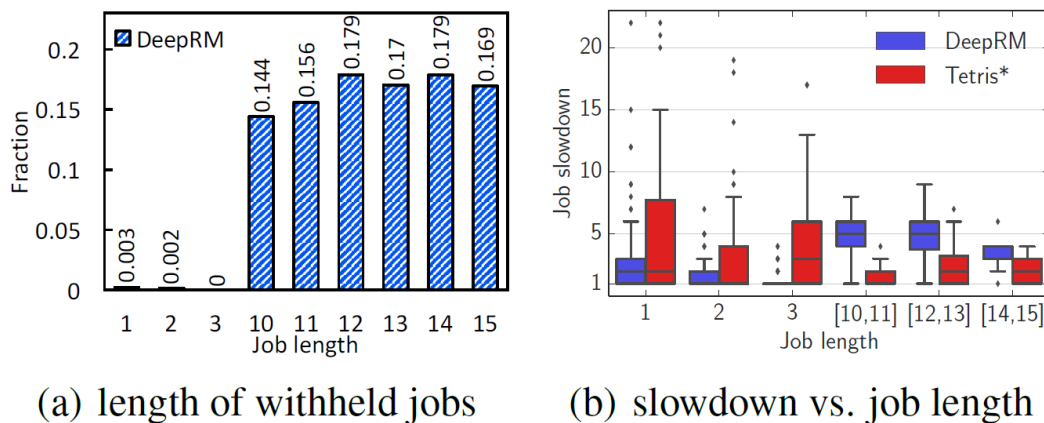 DeepRM
0.2
0.15
0.1
0.05
0
Fraction
0.003
0.002
0
0.144
0.156
0.179
0.17
0.179
0.169
1 2 3 10 11 12 13 14 15
Job length
(a) length of withheld jobs
DeepRM
Tetris*
20
15
10
5
1
Job slowdown
1 2 3 [10,11] [12,13] [14,15]
Job length
(b) slowdown vs. job length